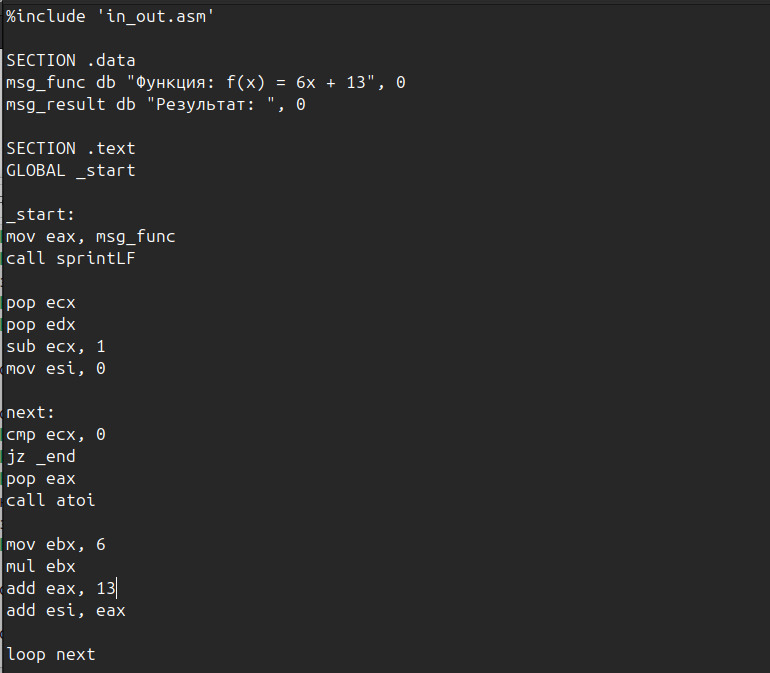 %include 'in_out.asm'
SECTION .data
msg_func db "Функция: f(x) = 6x + 13", 0
msg_result db "Результат: ", 0
SECTION .text
GLOBAL _start
_start:
mov eax, msg_func
call sprintLF
pop ecx
pop edx
sub ecx, 1
mov esi, 0
next:
cmp ecx, 0
jz _end
pop eax
call atoi
mov ebx, 6
mul ebx
add eax, 13
add esi, eax
loop next